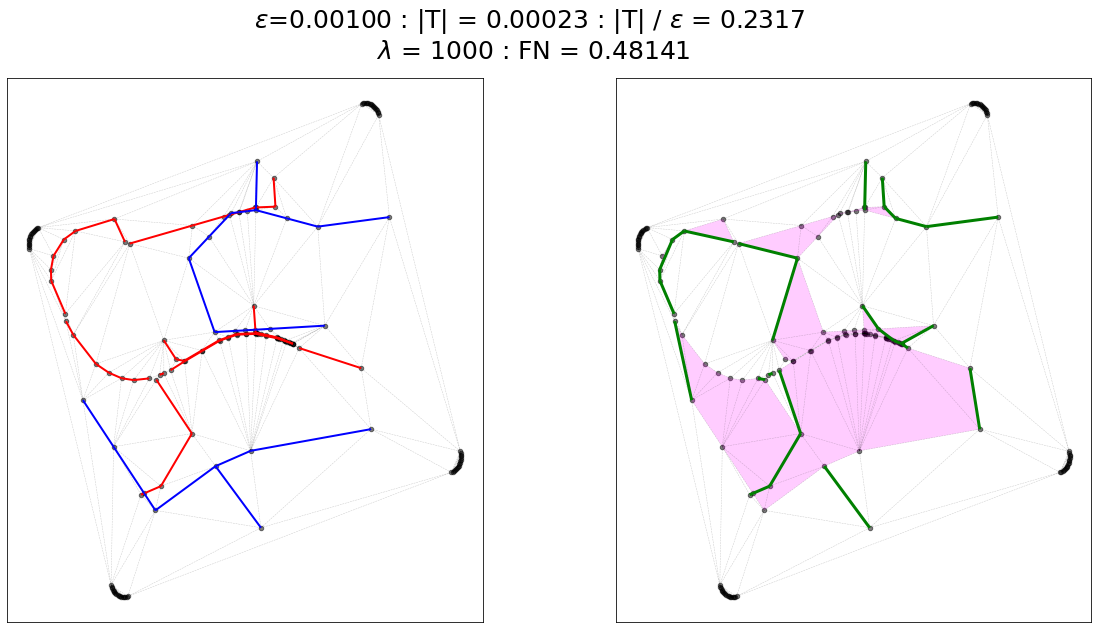 ε=0.00100 : |T| = 0.00023 : |T| / ε = 0.2317
λ = 1000 : FN = 0.48141